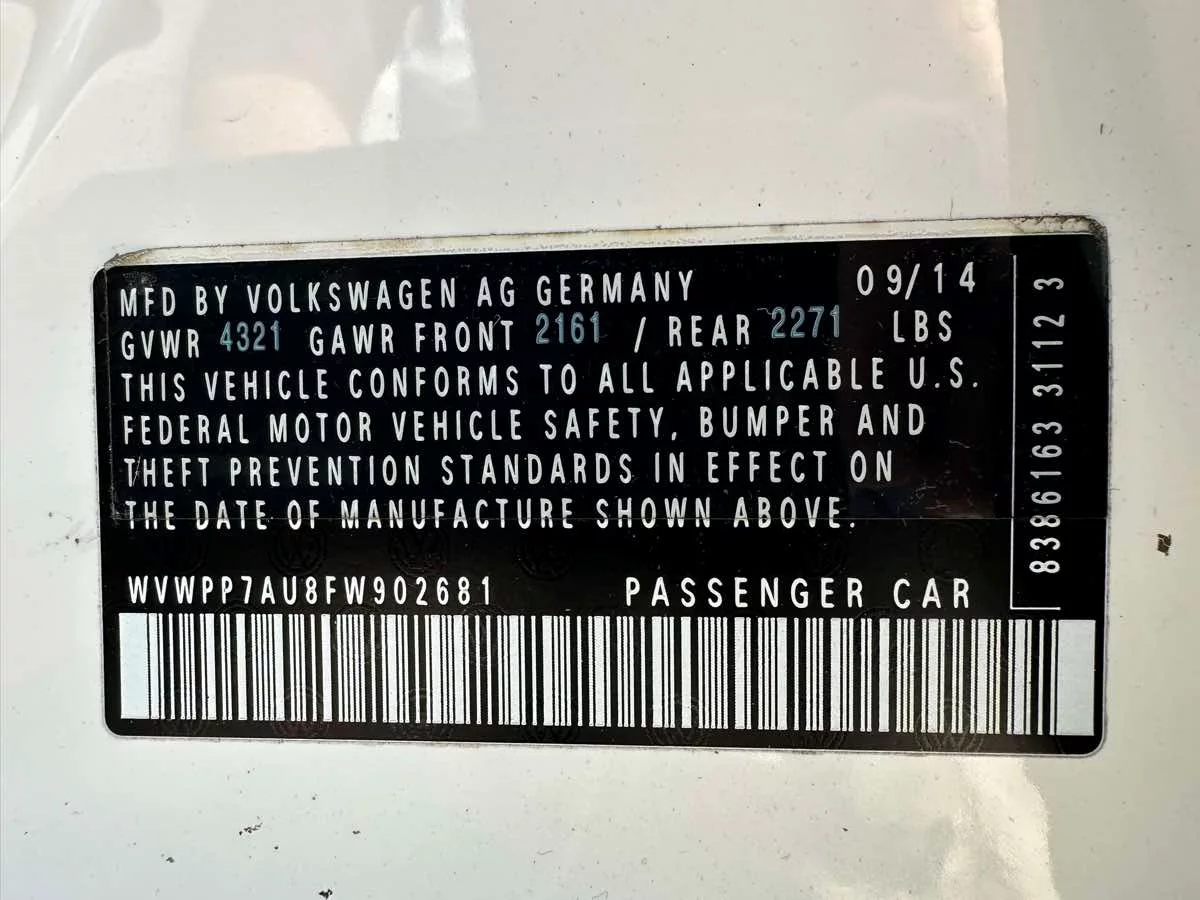 MFD BY VOLKSWAGEN AG GERMANY 09/14
GVWR 4321 GAWR FRONT 2161 / REAR 2271 LBS
THIS VEHICLE CONFORMS TO ALL APPLICABLE U.S.
FEDERAL MOTOR VEHICLE SAFETY, BUMPER AND
THEFT PREVENTION STANDARDS IN EFFECT ON
THE DATE OF MANUFACTURE SHOWN ABOVE.
WVWPP7AU8FW902681 PASSENGER CAR
8386163 3112 3